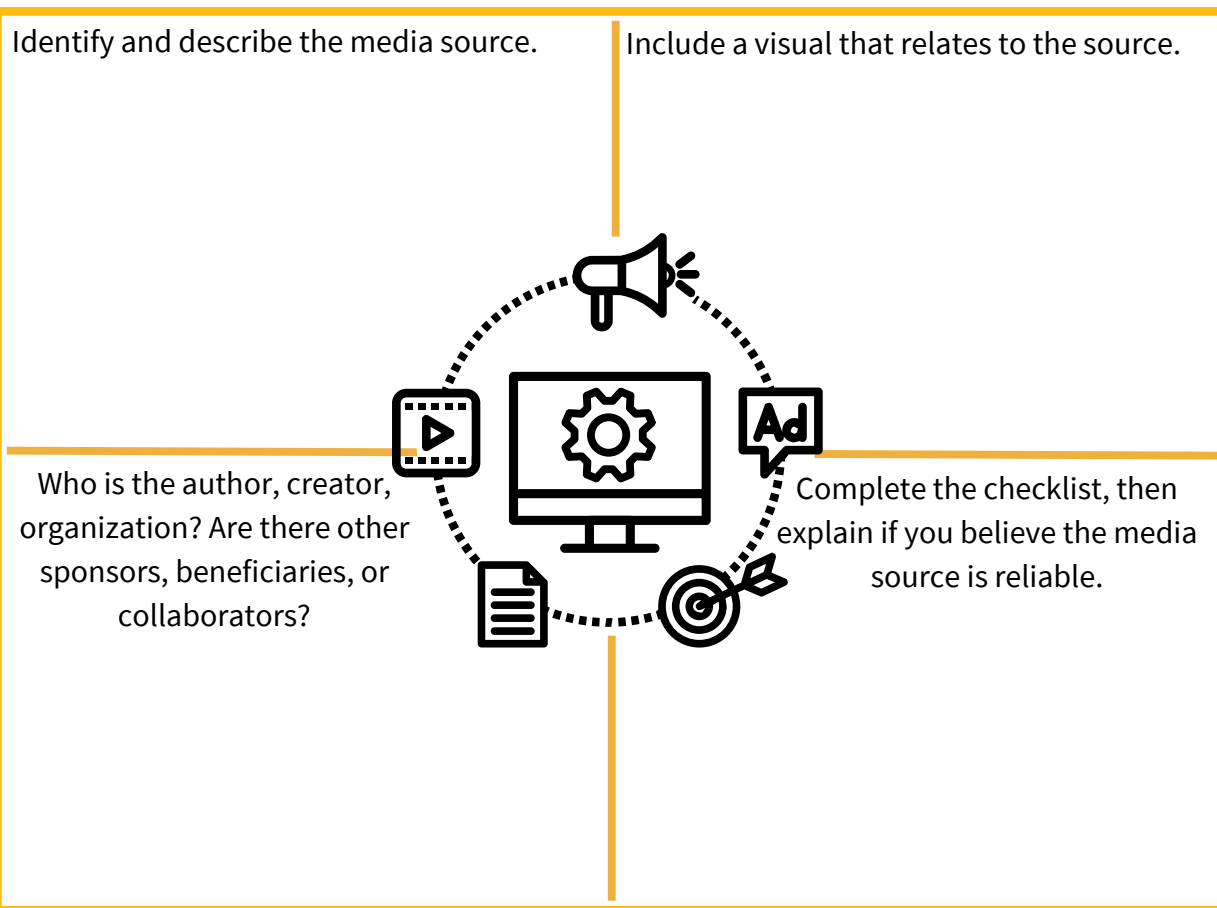 Identify and describe the media source.
Include a visual that relates to the source.
Ad
Who is the author, creator,
organization? Are there other
sponsors, beneficiaries, or
collaborators?
Complete the checklist, then
explain if you believe the media
source is reliable.